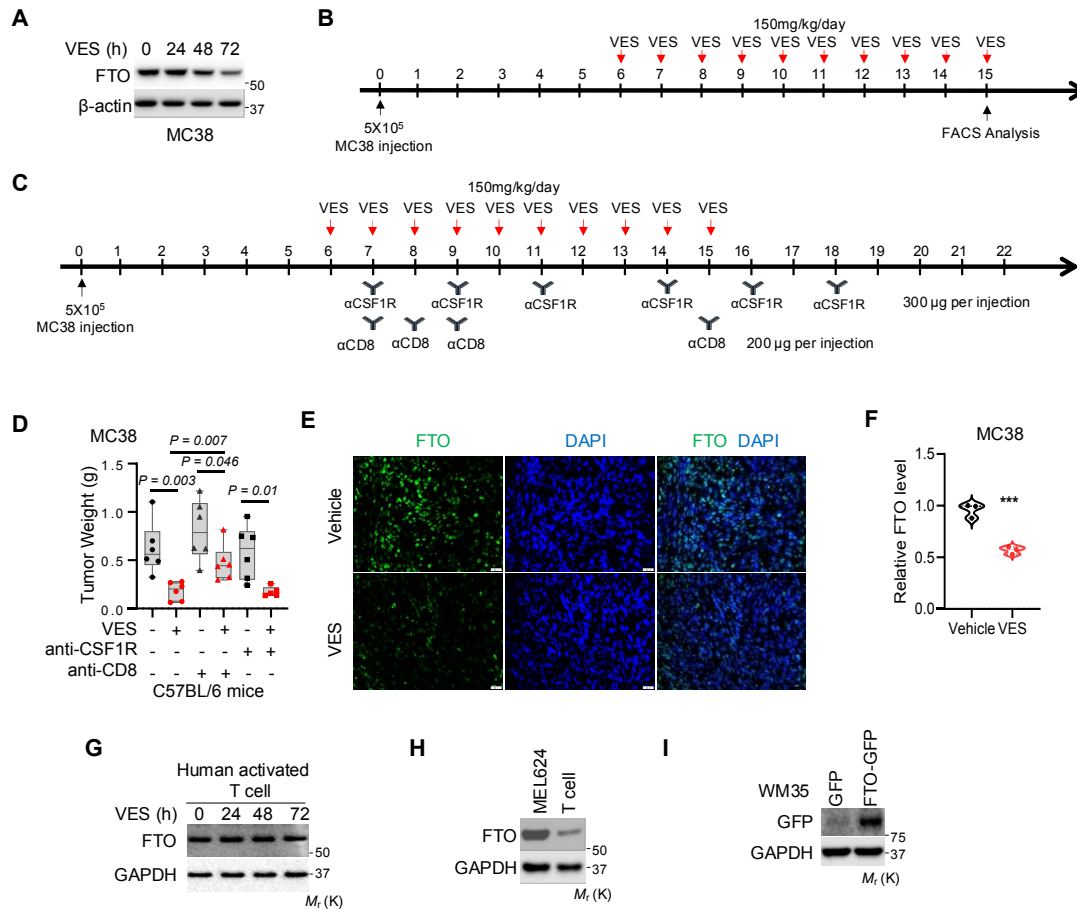 A
VES (h) 0 24 48 72
FTO
50
β-actin
37
MC38
B
150mg/kg/day
VES VES VES VES VES VES VES VES VES VES
0 1 2 3 4 5 6 7 8 9 10 11 12 13 14 15
5X10⁵
MC38 injection
FACS Analysis
C
150mg/kg/day
VES VES VES VES VES VES VES VES VES VES
0 1 2 3 4 5 6 7 8 9 10 11 12 13 14 15 16 17 18 19 20 21 22
5X10⁵
MC38 injection
αCSF1R αCSF1R αCSF1R αCSF1R αCSF1R αCSF1R 300 µg per injection
αCD8 αCD8 αCD8 αCD8 200 µg per injection
D
MC38
P = 0.007
P = 0.046
P = 0.003
P = 0.01
Tumor Weight (g)
1.5
1.0
0.5
0.0
VES - + - + - +
anti-CSF1R - - - - + +
anti-CD8 - - + + - -
C57BL/6 mice
E
FTO DAPI FTO DAPI
Vehicle
VES
F
MC38
Relative FTO level
1.5
1.0
0.5
0
***
Vehicle VES
G
Human activated
T cell
VES (h) 0 24 48 72
FTO
50
GAPDH
37
Mr (K)
H
MEL624
T cell
FTO
50
GAPDH
37
Mr (K)
I
WM35
GFP
FTO-GFP
GFP
75
GAPDH
37
Mr (K)